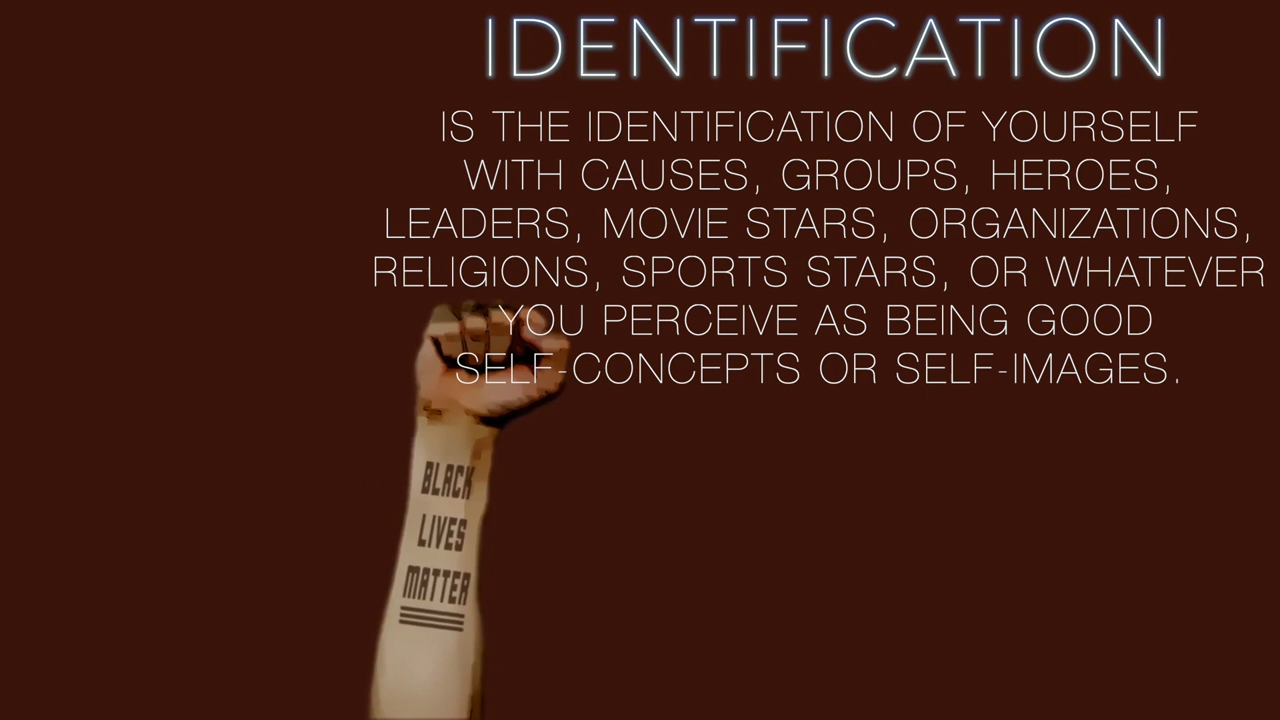 IDENTIFICATION
IS THE IDENTIFICATION OF YOURSELF
WITH CAUSES, GROUPS, HEROES,
LEADERS, MOVIE STARS, ORGANIZATIONS,
RELIGIONS, SPORTS STARS, OR WHATEVER
YOU PERCEIVE AS BEING GOOD
SELF-CONCEPTS OR SELF-IMAGES.
BLACK
LIVES
MATTER